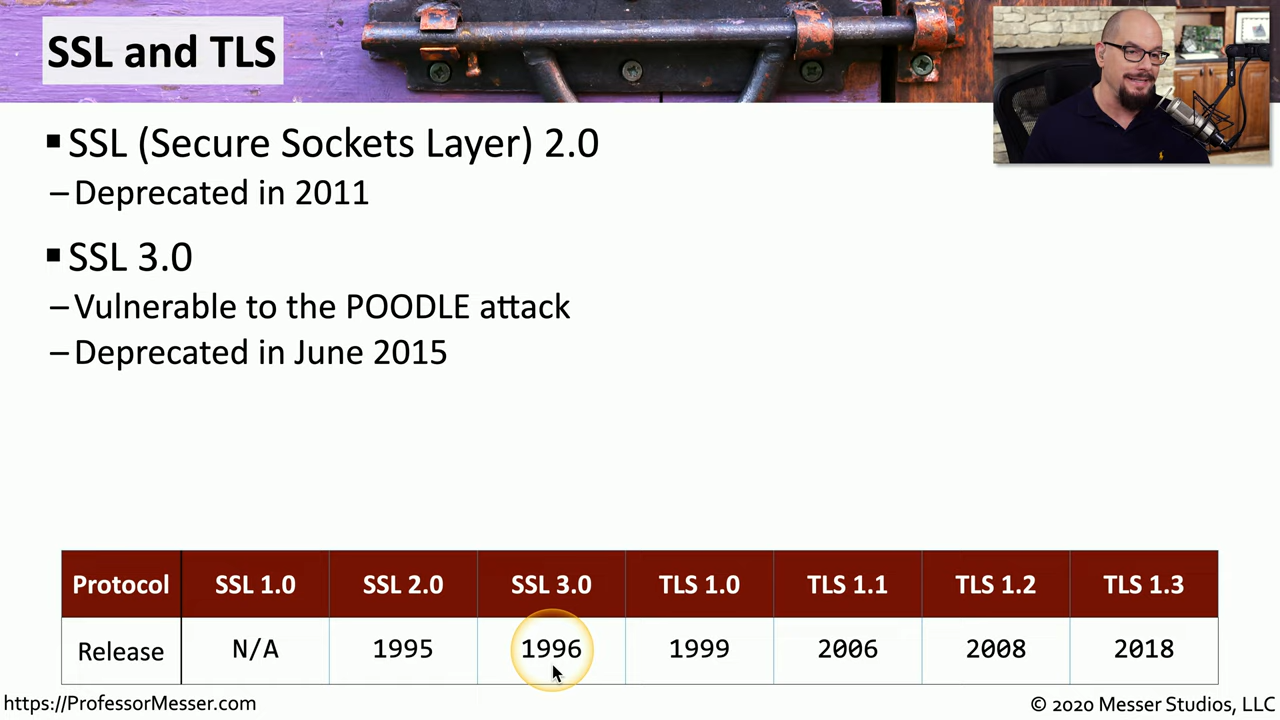 SSL and TLS
▪ SSL (Secure Sockets Layer) 2.0
– Deprecated in 2011
▪ SSL 3.0
– Vulnerable to the POODLE attack
– Deprecated in June 2015
Protocol SSL 1.0 SSL 2.0 SSL 3.0 TLS 1.0 TLS 1.1 TLS 1.2 TLS 1.3
Release N/A 1995 1996 1999 2006 2008 2018
https://ProfessorMesser.com © 2020 Messer Studios, LLC